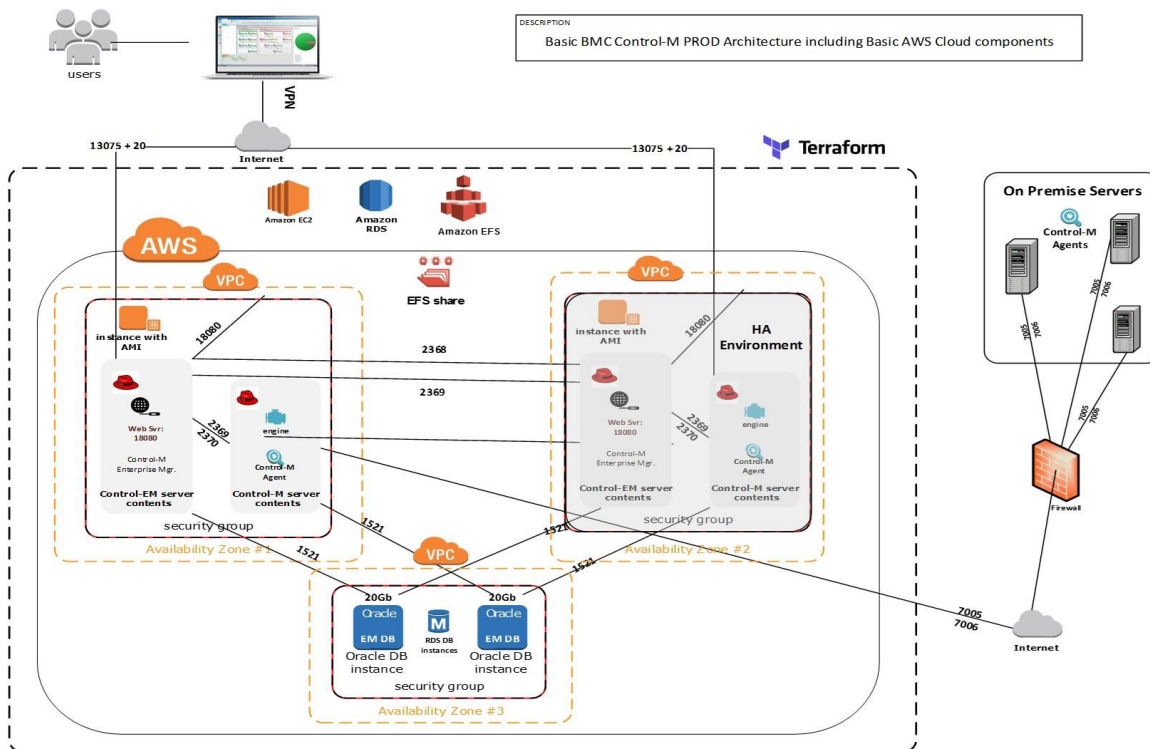 DESCRIPTION
Basic BMC Control-M PROD Architecture including Basic AWS Cloud components
users
VPN
Internet
13075 + 20
13075 + 20
Terraform
Amazon EC2
Amazon
RDS
Amazon EFS
On Premise Servers
Control-M
Agents
7005
7006
7005
7006
7005
7006
AWS
VPC
VPC
EFS share
instance with
AMI
18080
instance with
AMI
18080
HA
Environment
2368
2369
Web Svr:
18080
Control-M
Enterprise Mgr.
Control-EM server
contents
2369
2370
engine
Control-M
Agent
Control-M server
contents
security group
Availability Zone #1
Web Svr:
18080
Control-M
Enterprise Mgr.
Control-EM server
contents
2369
2370
engine
Control-M
Agent
Control-M server
contents
security group
Availability Zone #2
Firewall
1521
1521
1521
1521
VPC
20Gb
20Gb
Oracle
EM DB
Oracle DB
instance
M
RDS DB
instances
Oracle
EM DB
Oracle DB
instance
security group
Availability Zone #3
7005
7006
Internet